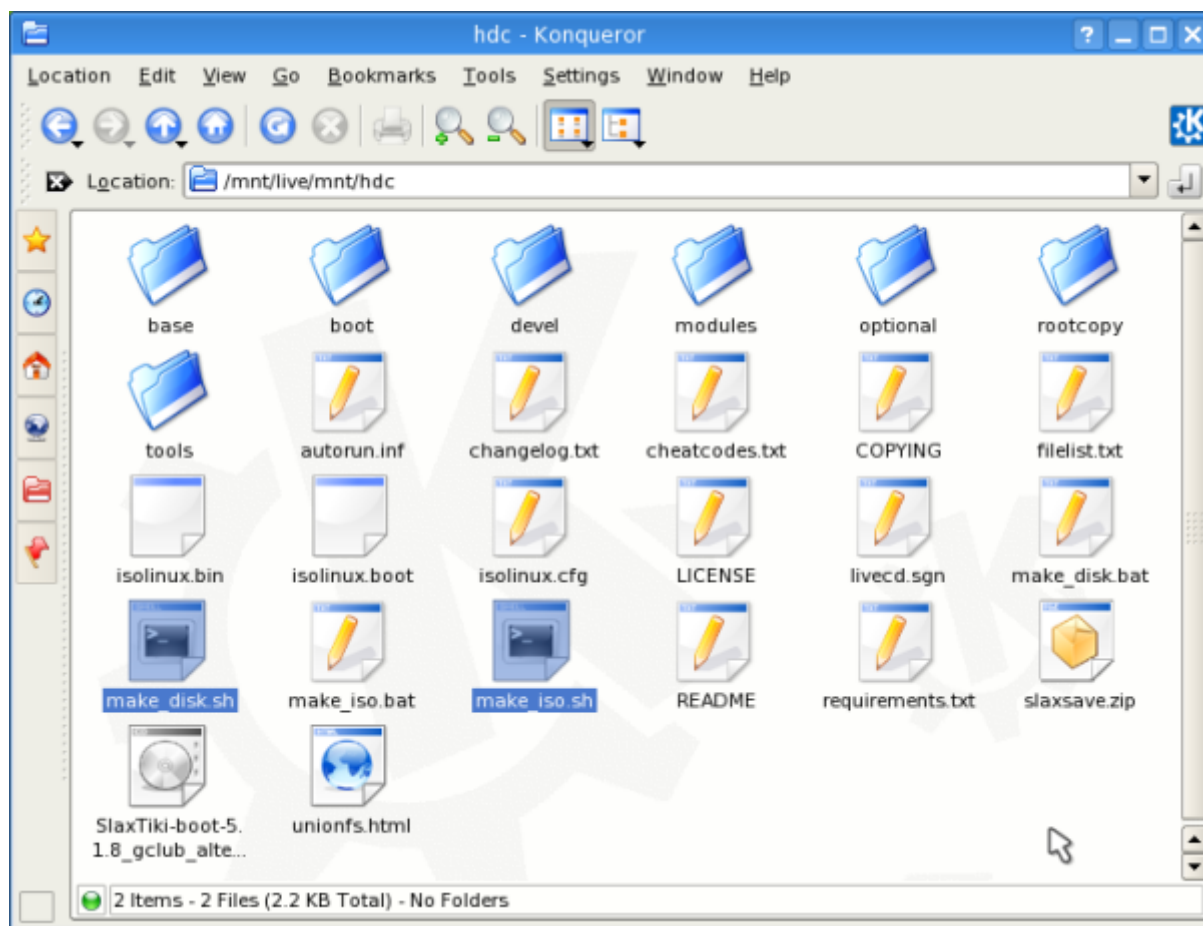 hdc - Konqueror
Location Edit View Go Bookmarks Tools Settings Window Help
Location: /mnt/live/mnt/hdc
base boot devel modules optional rootcopy
tools autorun.inf changelog.txt cheatcodes.txt COPYING filelist.txt
isolinux.bin isolinux.boot isolinux.cfg LICENSE livecd.sgn make_disk.bat
make_disk.sh make_iso.bat make_iso.sh README requirements.txt slaxsave.zip
SlaxTiki-boot-5. unionfs.html
1.8_gclub_alte...
2 Items - 2 Files (2.2 KB Total) - No Folders